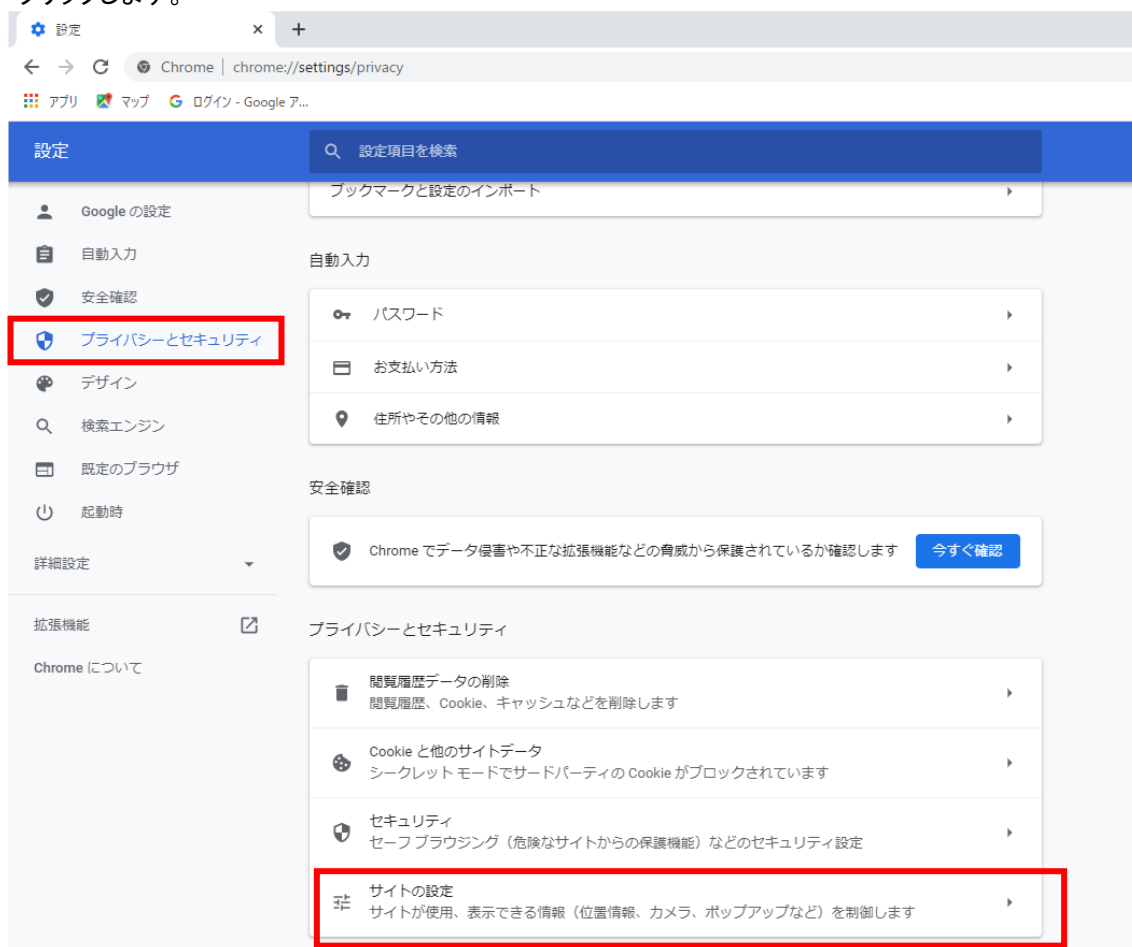 クリックします。
設定
Chrome | chrome://settings/privacy
アプリ マップ G ログイン - Google ア...
設定
設定項目を検索
ブックマークと設定のインポート
Google の設定
自動入力
安全確認
プライバシーとセキュリティ
デザイン
検索エンジン
既定のブラウザ
起動時
詳細設定
拡張機能
Chrome について
自動入力
パスワード
お支払い方法
住所やその他の情報
安全確認
Chrome でデータ侵害や不正な拡張機能などの脅威から保護されているか確認します
今すぐ確認
プライバシーとセキュリティ
閲覧履歴データの削除
閲覧履歴、Cookie、キャッシュなどを削除します
Cookie と他のサイトデータ
シークレット モードでサードパーティの Cookie がブロックされています
セキュリティ
セーフ ブラウジング（危険なサイトからの保護機能）などのセキュリティ設定
サイトの設定
サイトが使用、表示できる情報（位置情報、カメラ、ポップアップなど）を制御します